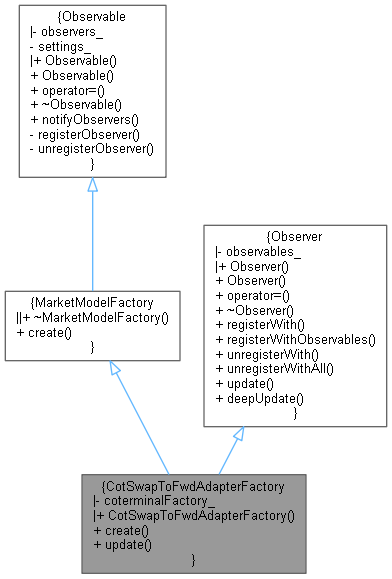 {Observable
|- observers_
- settings_
|+ Observable()
+ Observable()
+ operator=()
+ ~Observable()
+ notifyObservers()
- registerObserver()
- unregisterObserver()
}
{Observer
|- observables_
|+ Observer()
+ Observer()
+ operator=()
+ ~Observer()
+ registerWith()
+ registerWithObservables()
+ unregisterWith()
+ unregisterWithAll()
+ update()
+ deepUpdate()
}
{MarketModelFactory
||+ ~MarketModelFactory()
+ create()
}
{CotSwapToFwdAdapterFactory
|- coterminalFactory_
|+ CotSwapToFwdAdapterFactory()
+ create()
+ update()
}